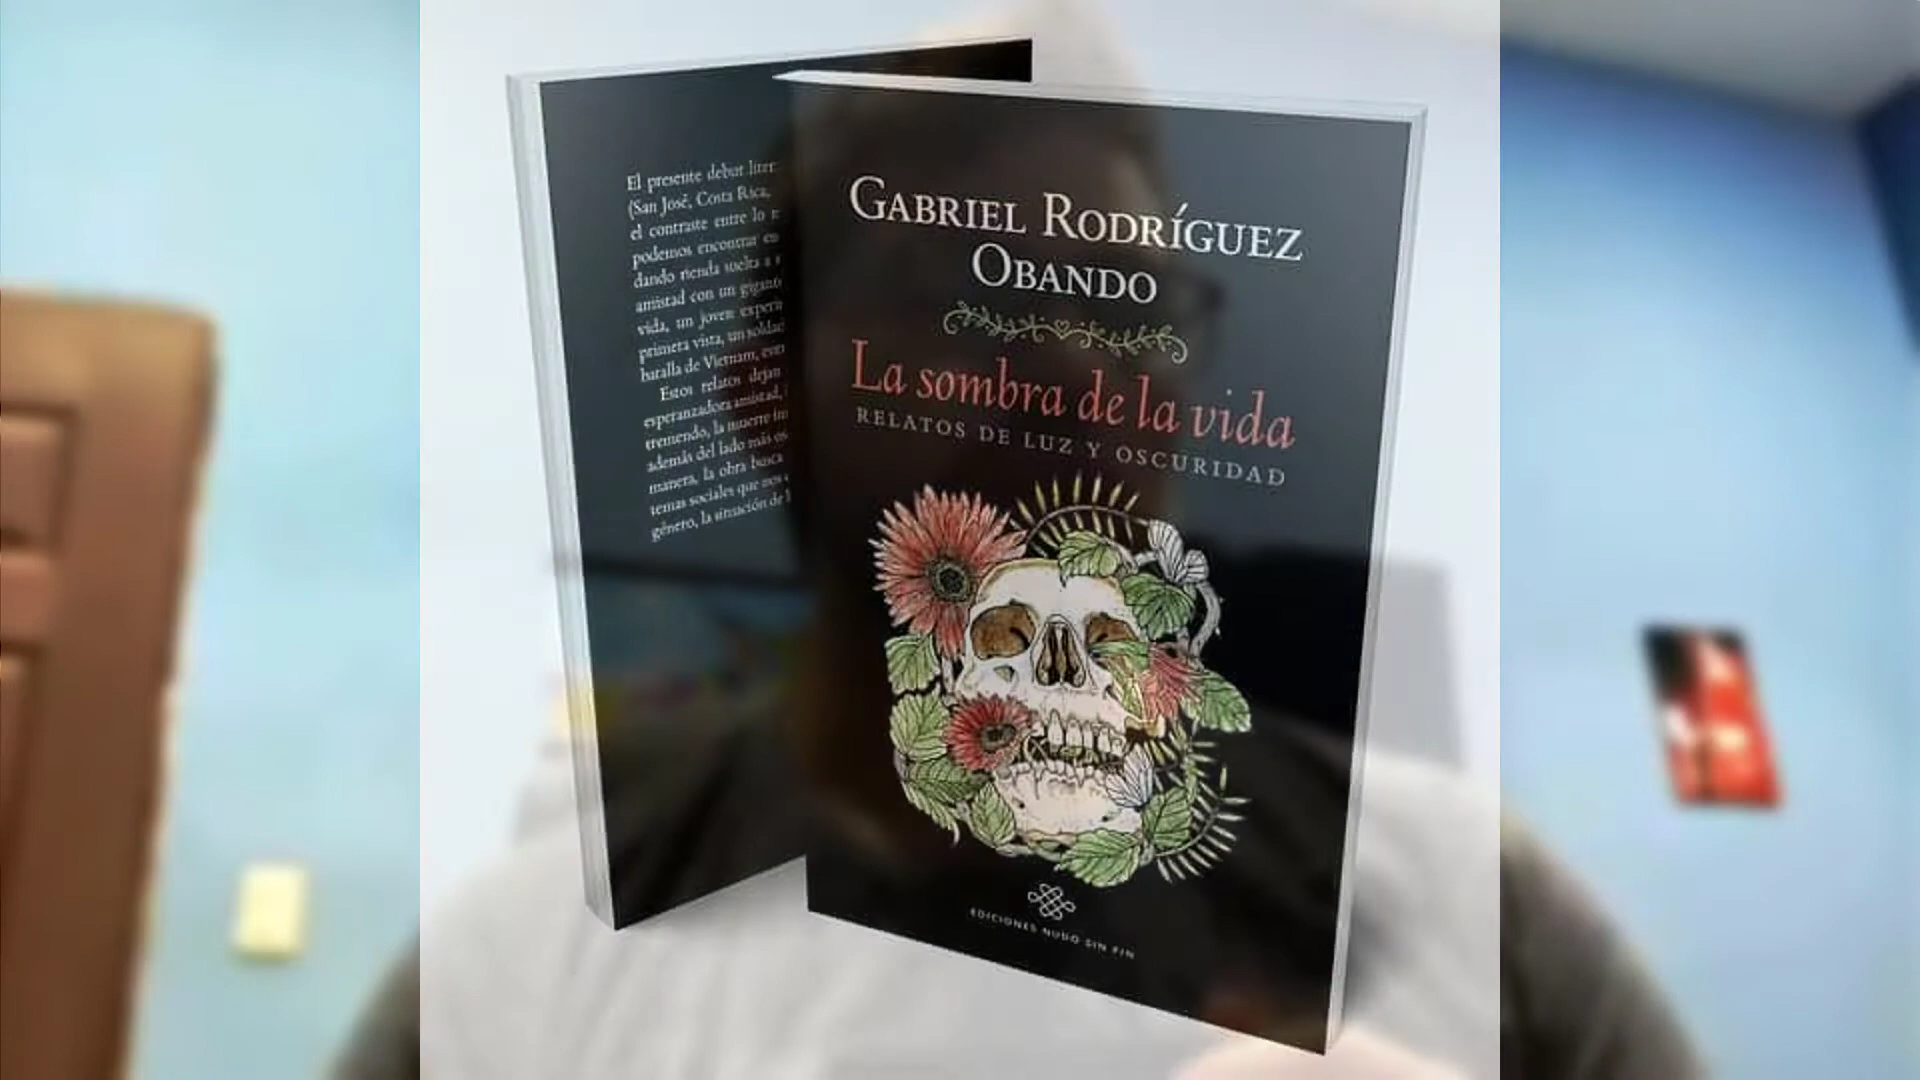 El presente debut liter
(San José, Costa Rica,
el contraste entre lo
podemos encontrar en
dando rienda suelta a
amistad con un gigant
vida, un joven experi
primera vista, un soldad
batalla de Vietnam, ent
Estos relatos dejan
esperanzadora amistad,
tremendo, la muerte
además del lado más os
manera, la obra busca
temas sociales que nos
género, la situación de
GABRIEL RODRÍGUEZ
OBANDO
La sombra de la vida
RELATOS DE LUZ Y OSCURIDAD
EDICIONES NUDO SIN FIN